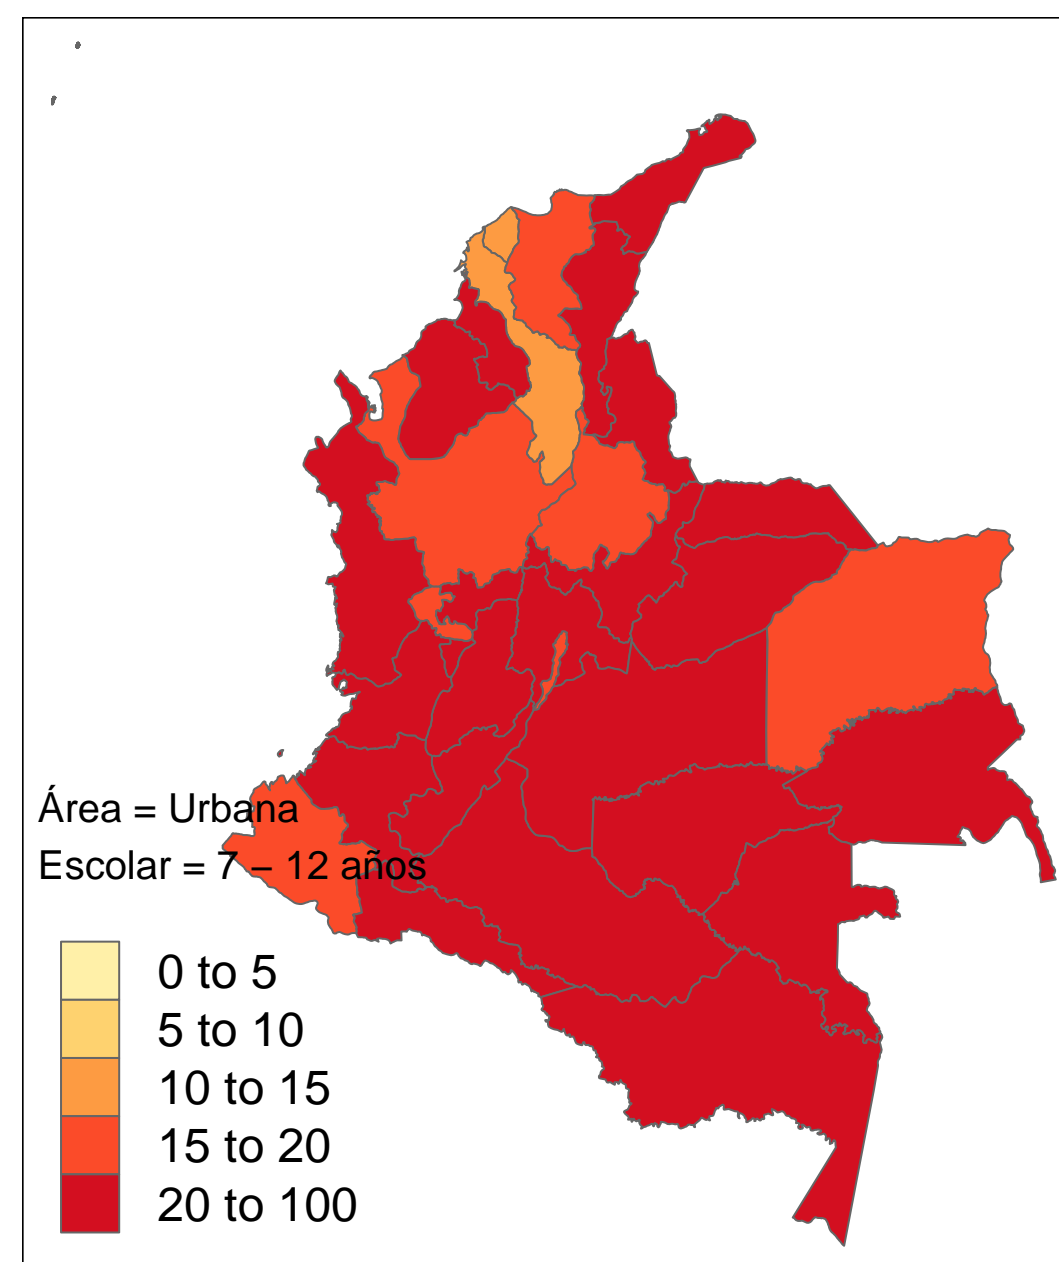 Área = Urbana
Escolar = 7 – 12 años
0 to 5
5 to 10
10 to 15
15 to 20
20 to 100